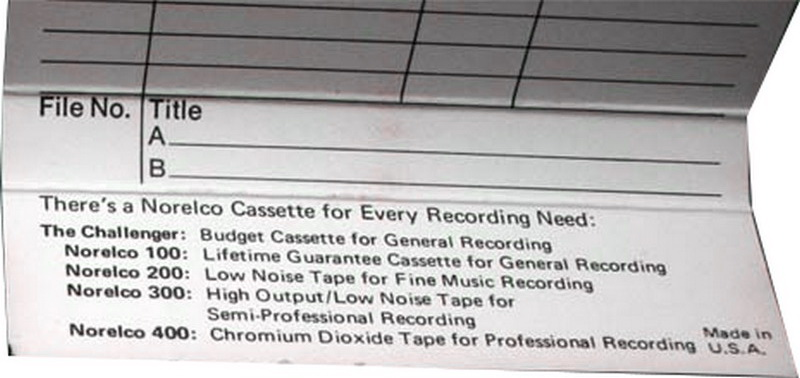 File No. Title
A
B
There's a Norelco Cassette for Every Recording Need:
The Challenger: Budget Cassette for General Recording
Norelco 100: Lifetime Guarantee Cassette for General Recording
Norelco 200: Low Noise Tape for Fine Music Recording
Norelco 300: High Output/Low Noise Tape for
Semi-Professional Recording
Norelco 400: Chromium Dioxide Tape for Professional Recording
Made in
U.S.A.